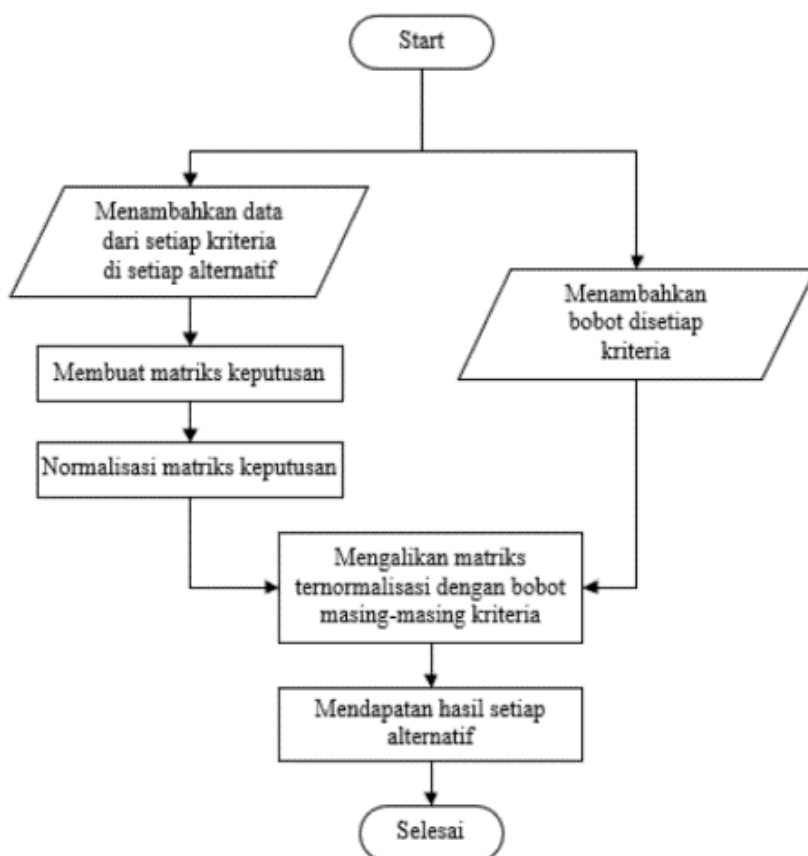 Start
Menambahkan data
dari setiap kriteria
di setiap alternatif
Menambahkan
bobot disetiap
kriteria
Membuat matriks keputusan
Normalisasi matriks keputusan
Mengalikan matriks
ternormalisasi dengan bobot
masing-masing kriteria
Mendapatan hasil setiap
alternatif
Selesai